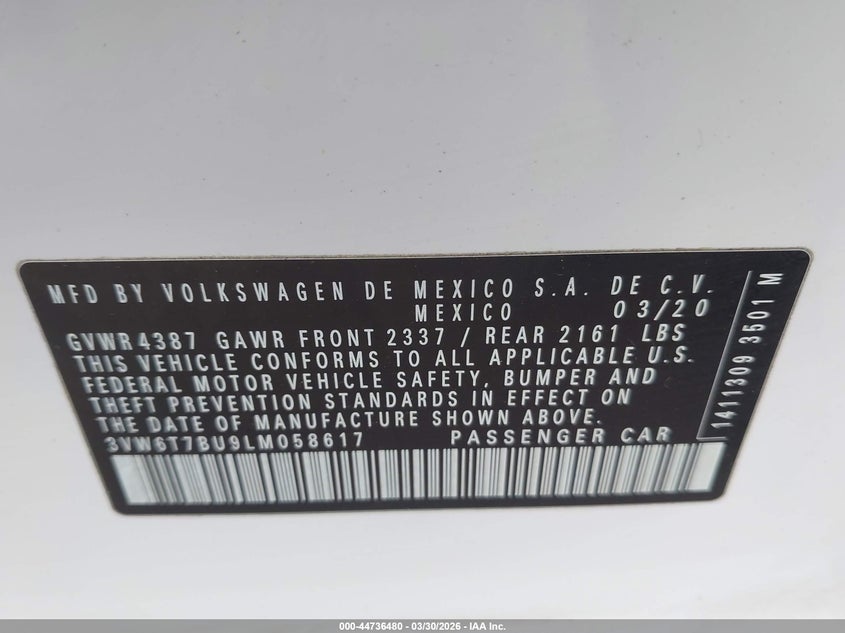 MFD BY VOLKSWAGEN DE MEXICO S.A. DE C.V.
MEXICO 03/20
GVWR 4387 GAWR FRONT 2337 / REAR 2161 LBS
THIS VEHICLE CONFORMS TO ALL APPLICABLE U.S.
FEDERAL MOTOR VEHICLE SAFETY, BUMPER AND
THEFT PREVENTION STANDARDS IN EFFECT ON
THE DATE OF MANUFACTURE SHOWN ABOVE.
3VW6T7BU9LM058617 PASSENGER CAR
1411309 3501 M
000-44736480 - 03/30/2026 - IAA Inc.